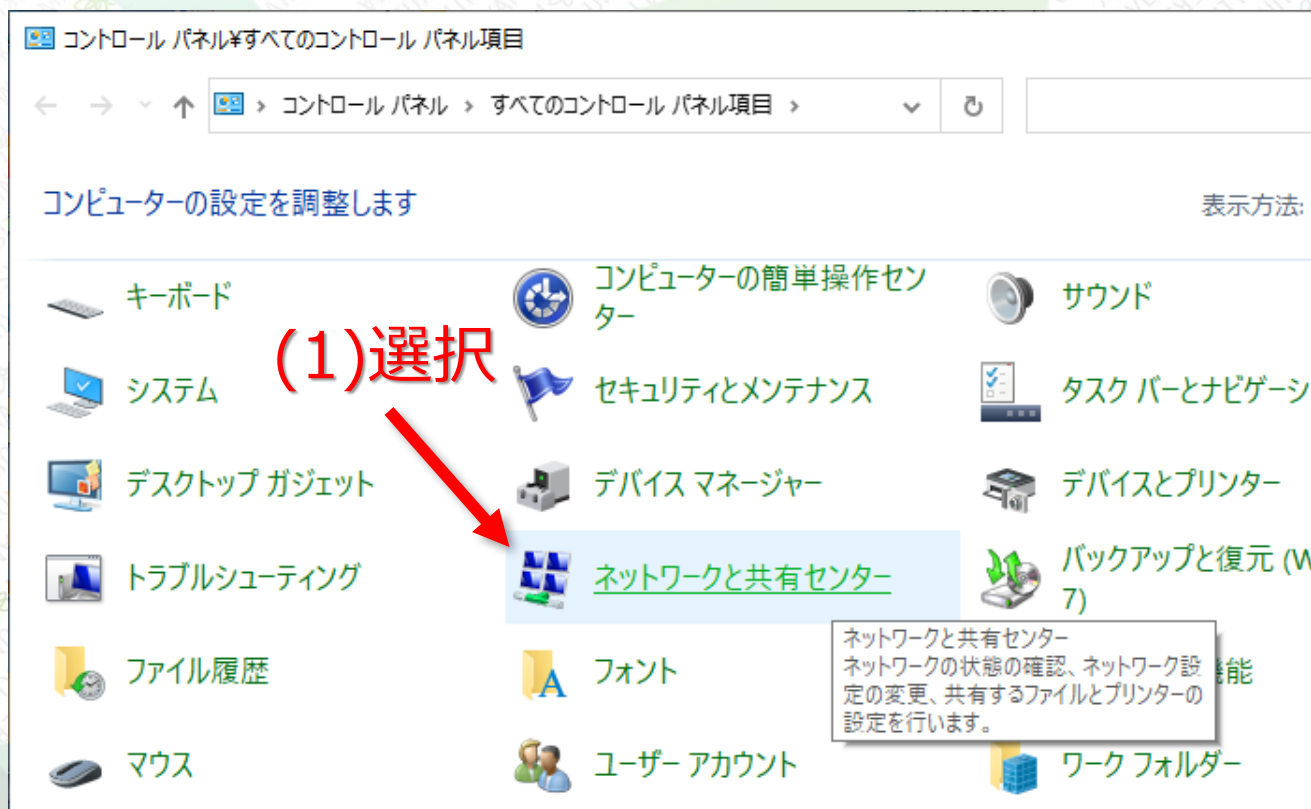 コントロール パネル¥すべてのコントロール パネル項目
コントロール パネル › すべてのコントロール パネル項目 ›
コンピューターの設定を調整します
表示方法:
キーボード
コンピューターの簡単操作セン
ター
サウンド
(1)選択
システム
セキュリティとメンテナンス
タスク バーとナビゲーシ
デスクトップ ガジェット
デバイス マネージャー
デバイスとプリンター
トラブルシューティング
ネットワークと共有センター
バックアップと復元 (W
7)
ネットワークと共有センター
ネットワークの状態の確認、ネットワーク設
定の変更、共有するファイルとプリンターの
設定を行います。
ファイル履歴
フォント
機能
マウス
ユーザー アカウント
ワーク フォルダー